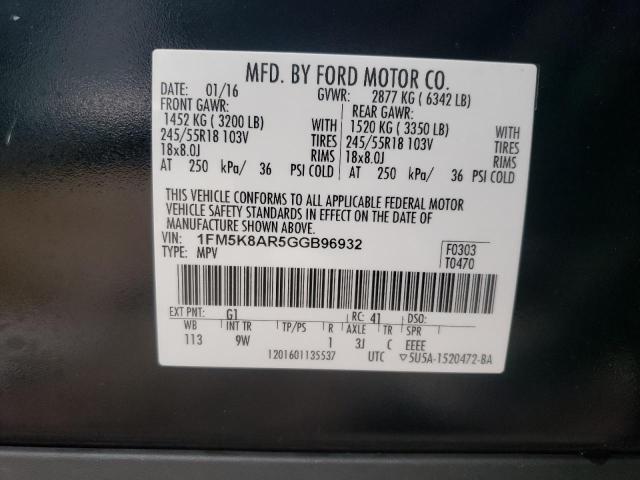 MFD. BY FORD MOTOR CO.
DATE: 01/16 GVWR: 2877 KG ( 6342 LB)
FRONT GAWR: REAR GAWR:
1452 KG ( 3200 LB) WITH 1520 KG ( 3350 LB) WITH
245/55R18 103V TIRES 245/55R18 103V TIRES
18x8.0J RIMS 18x8.0J RIMS
AT 250 kPa/ 36 PSI COLD AT 250 kPa/ 36 PSI COLD
THIS VEHICLE CONFORMS TO ALL APPLICABLE FEDERAL MOTOR
VEHICLE SAFETY STANDARDS IN EFFECT ON THE DATE OF
MANUFACTURE SHOWN ABOVE.
VIN: 1FM5K8AR5GGB96932 F0303
TYPE: MPV T0470
EXT PNT: G1 RC: 41 DSO:
WB INT TR TP/PS R AXLE TR SPR
113 9W 1 3J C EEEE
1201601135537 UTC ▽5U5A-1520472-BA